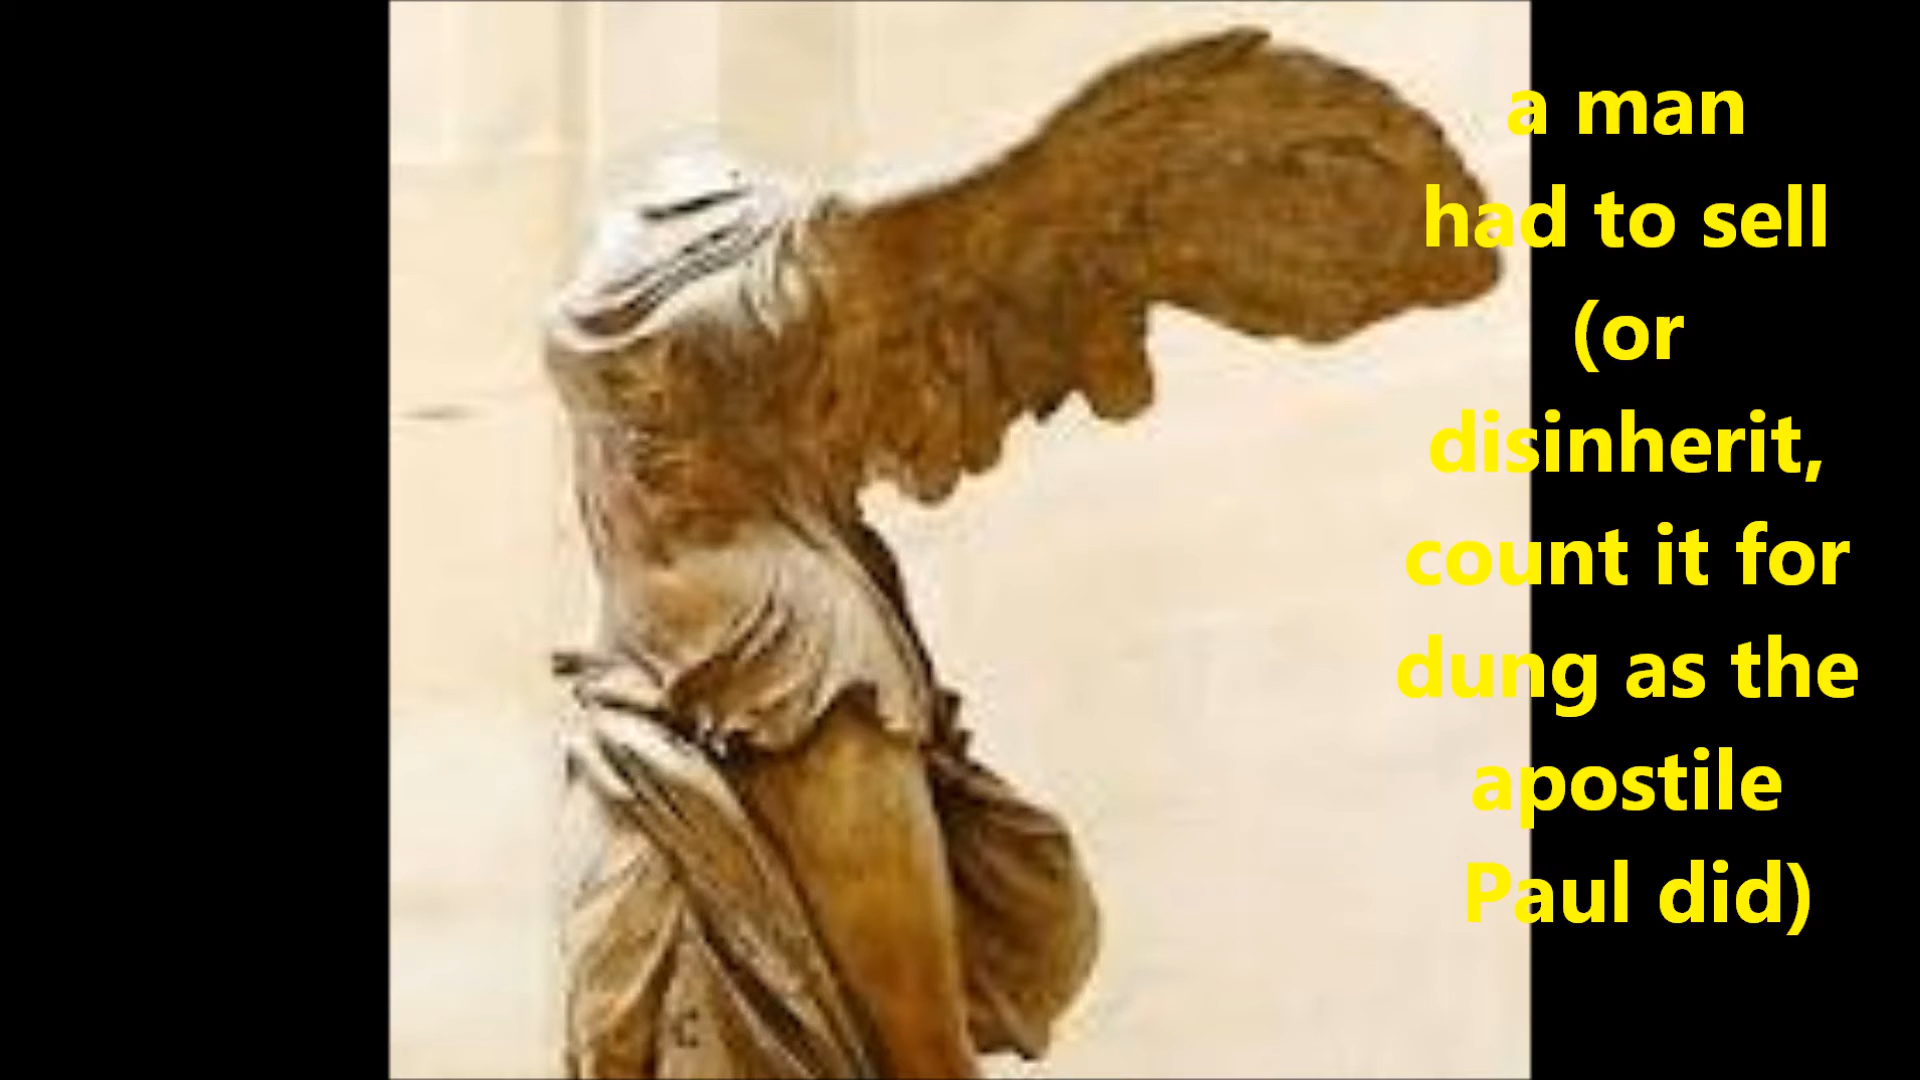 a man
had to sell
(or
disinherit,
count it for
dung as the
apostile
Paul did)